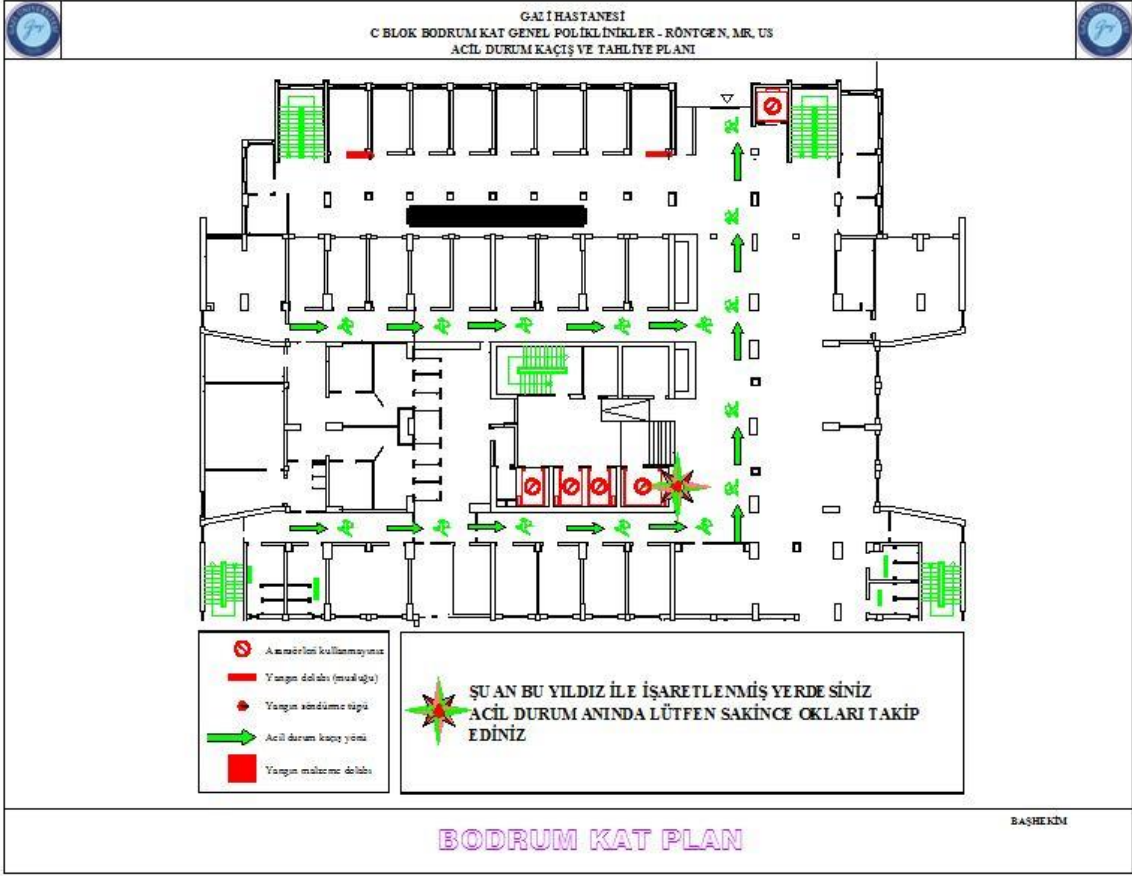 GAZİ HASTANESİ
C BLOK BODRUM KAT GENEL POLİKLİNİKLER - RÖNTGEN, MR, US
ACİL DURUM KAÇIŞ VE TAHLİYE PLANI
Asansörleri kullanmayınız
Yangın dolabı (musluğu)
Yangın söndürme tüpü
Acil durum kaçış yönü
Yangın malzeme dolabı
ŞU AN BU YILDIZ İLE İŞARETLENMİŞ YERDESİNİZ
ACİL DURUM ANINDA LÜTFEN SAKİNCE OKLARI TAKİP
EDİNİZ
BAŞHEKİM
BODRUM KAT PLAN